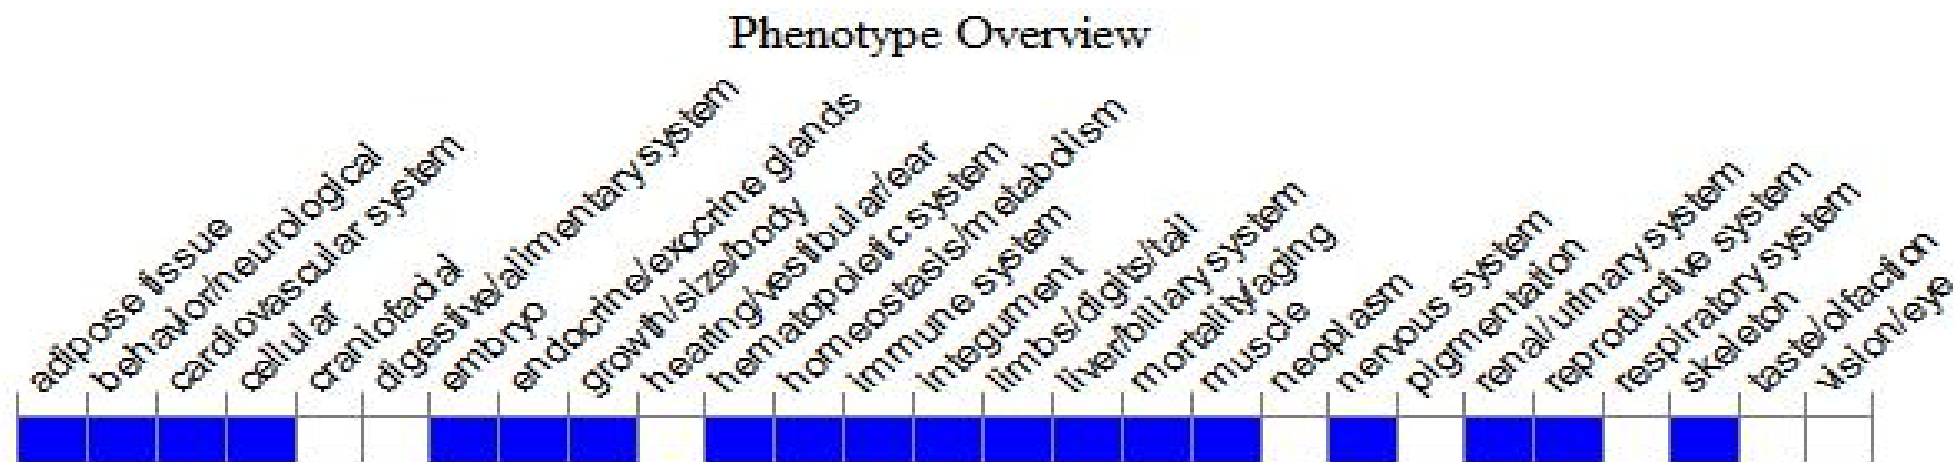 Phenotype Overview
adipose tissue
behavior/neurological
cardiovascular system
cellular
craniofacial
digestive/alimentary system
embryo
endocrine/exocrine glands
growth/size/body
hearing/vestibular/ear
hematopoietic system
homeostasis/metabolism
immune system
integument
limbs/digits/tail
liver/biliary system
mortality/aging
muscle
neoplasm
nervous system
pigmentation
renal/urinary system
reproductive system
respiratory system
skeleton
taste/olfaction
vision/eye